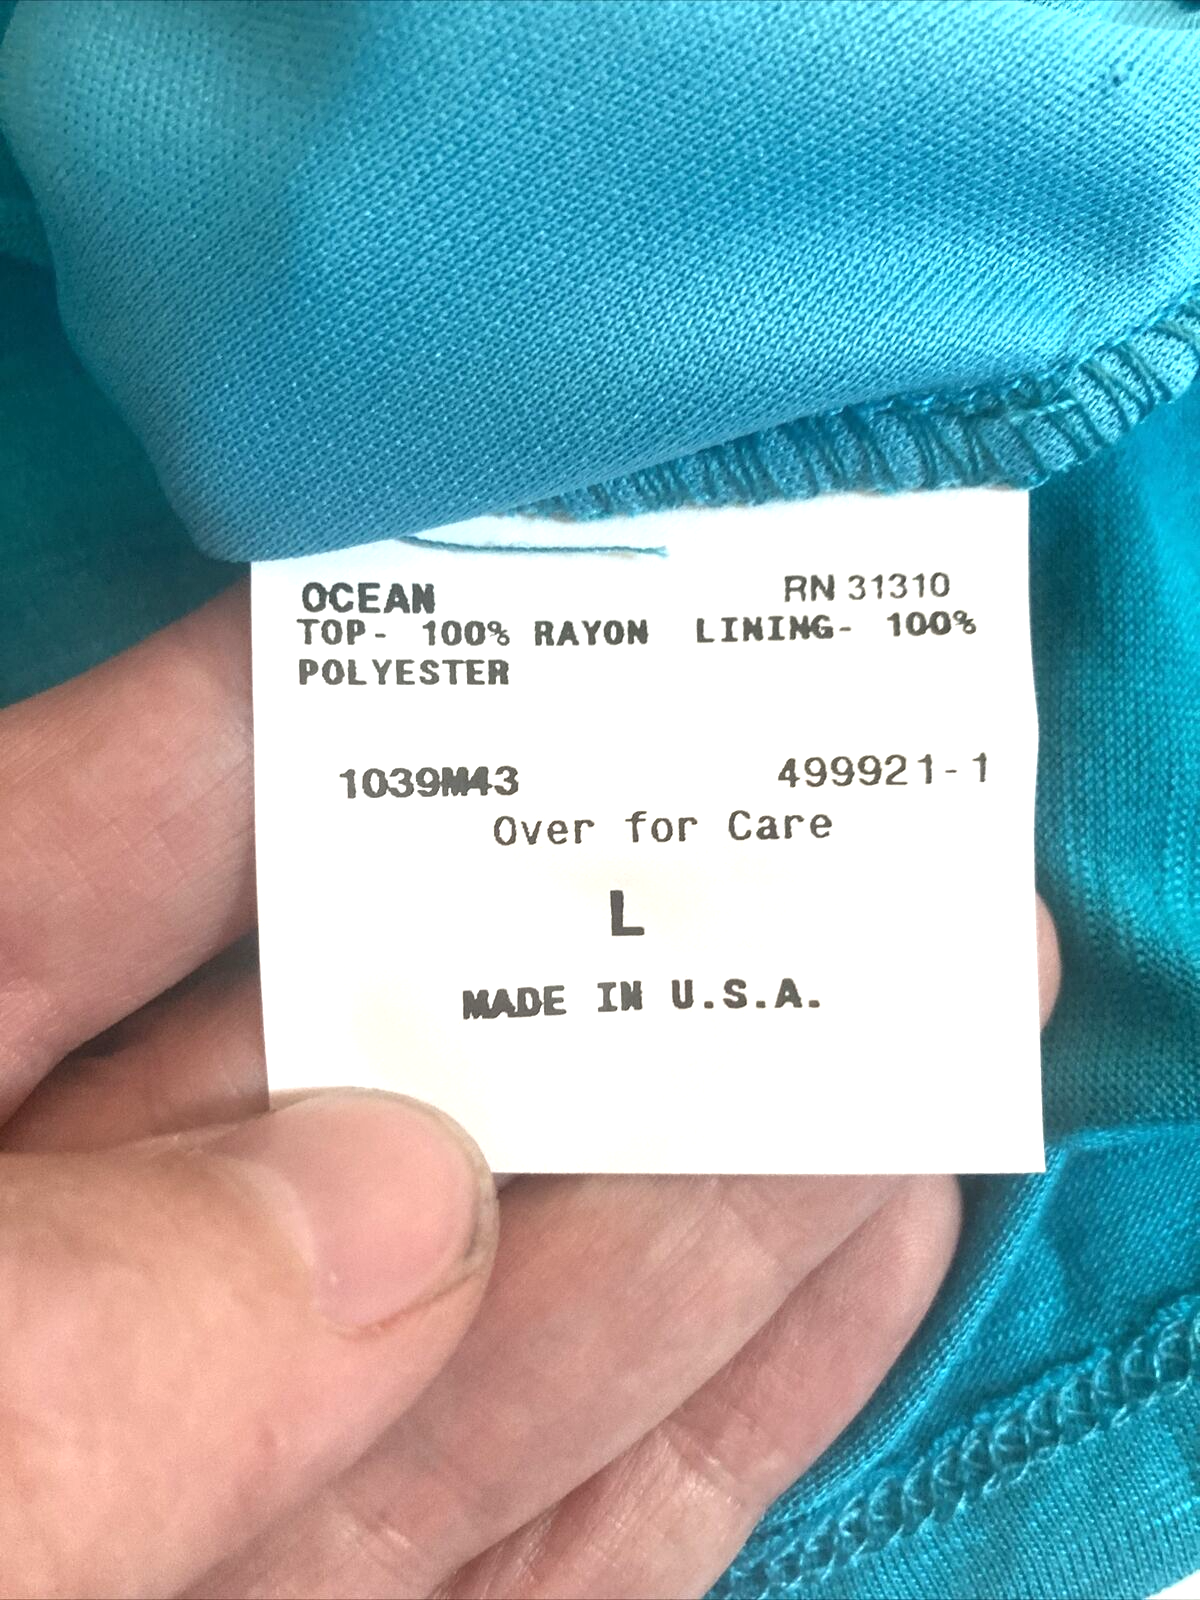 OCEAN RN 31310
TOP- 100% RAYON LINING- 100%
POLYESTER
1039M43 499921-1
Over for Care
L
MADE IN U.S.A.